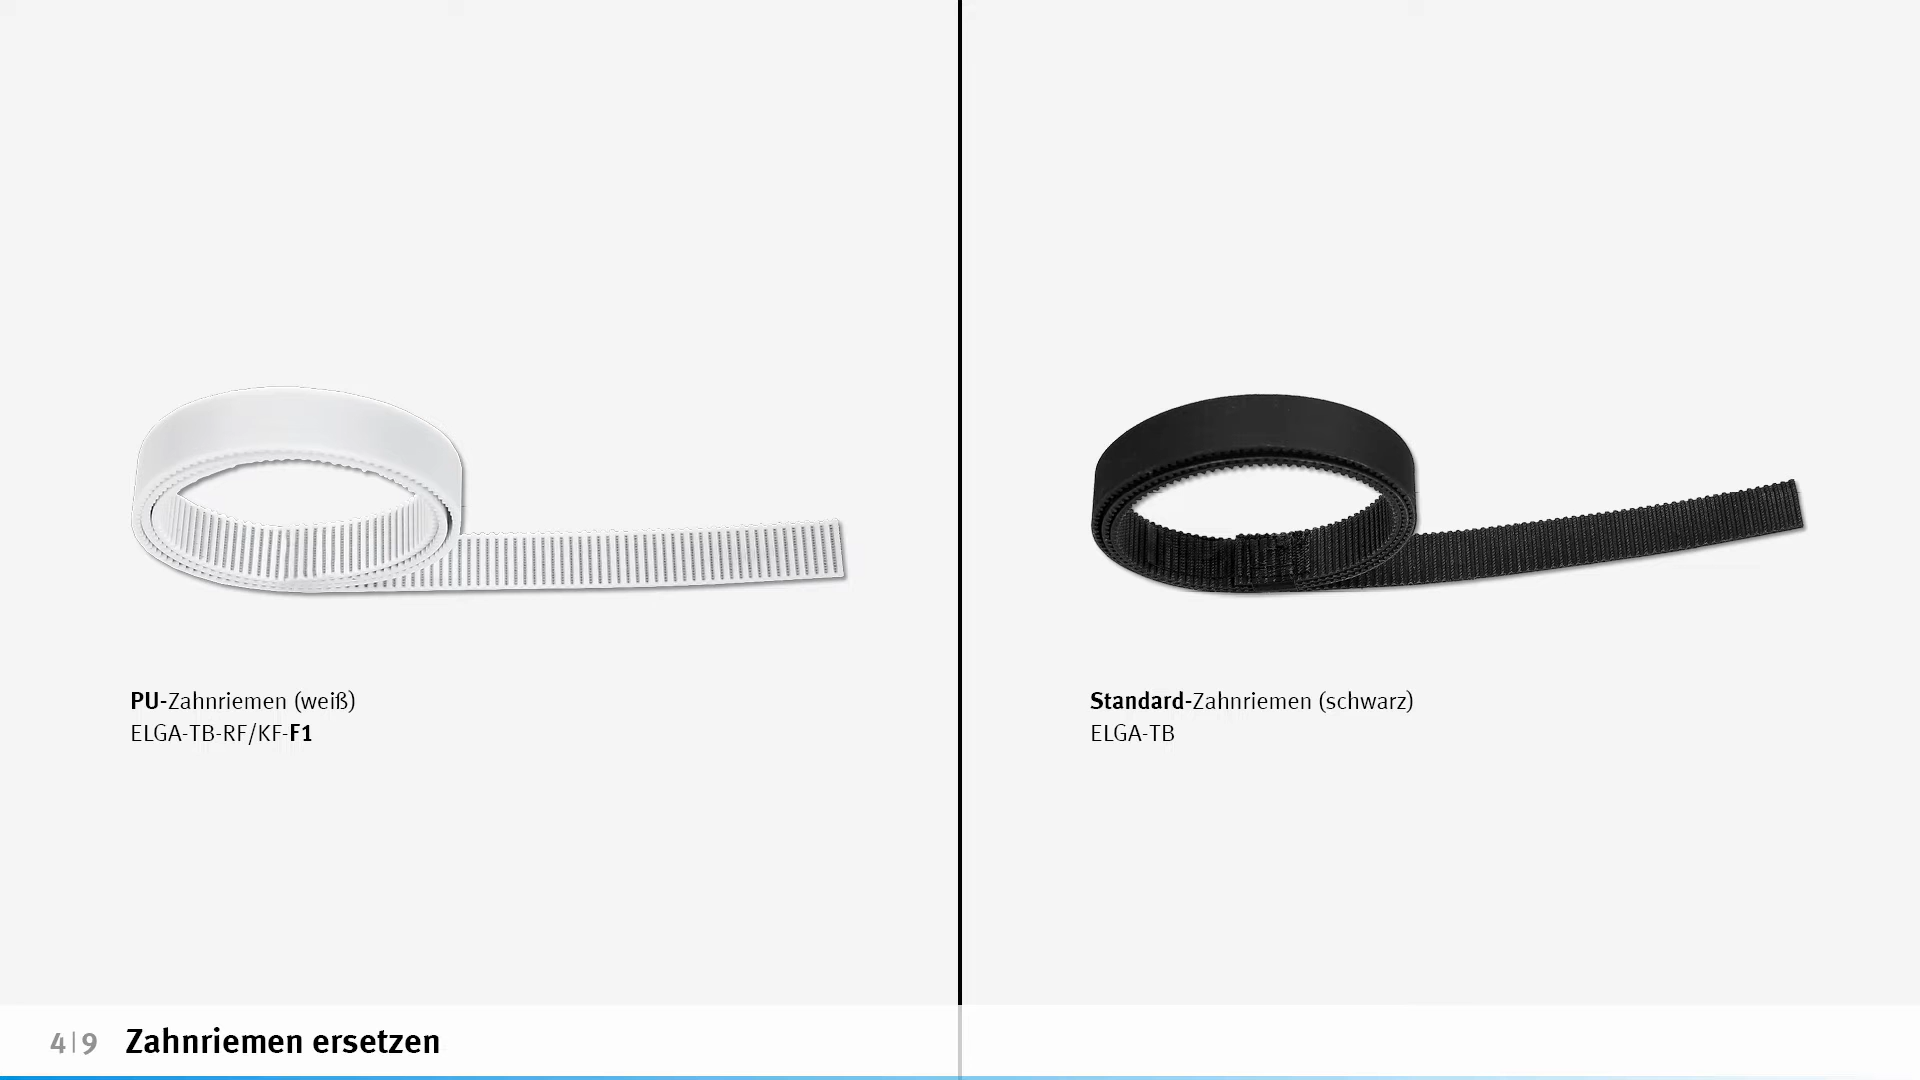 PU-Zahnriemen (weiß)
ELGA-TB-RF/KF-F1
Standard-Zahnriemen (schwarz)
ELGA-TB
4|9 Zahnriemen ersetzen